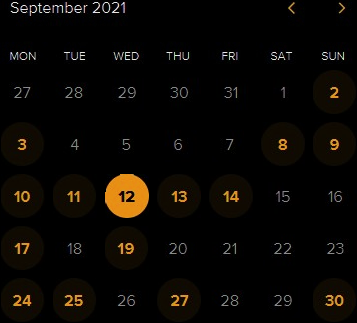 September 2021
MON TUE WED THU FRI SAT SUN
27 28 29 30 31 1 2
3 4 5 6 7 8 9
10 11 12 13 14 15 16
17 18 19 20 21 22 23
24 25 26 27 28 29 30